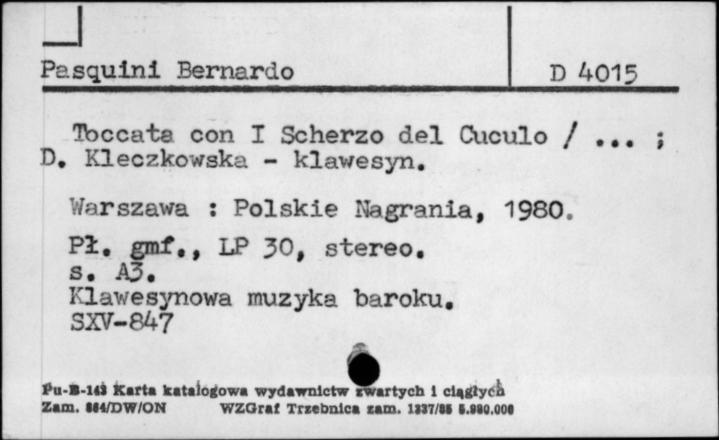 Pasquini Bernardo
D 4015
Toccata con I Scherzo del Cuculo / ... ;
D. Kleczkowska - klawesyn.
Warszawa : Polskie Nagrania, 1980.
Pł. gmf., LP 30, stereo.
s. A3.
Klawesynowa muzyka baroku.
SXV-847
Pu-B-143 Karta katalogowa wydawnictw zwartych i ciągłych
Zam. 864/DW/ON WZGraf Trzebnica zam. 1337/85 5.980.000